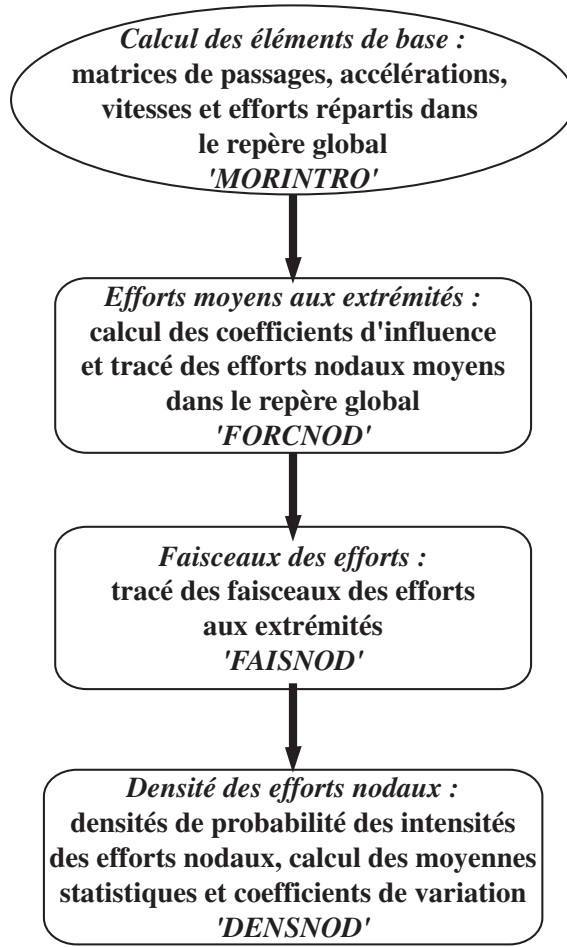 Calcul des éléments de base :
matrices de passages, accélérations,
vitesses et efforts répartis dans
le repère global
'MORINTRO'
Efforts moyens aux extrémités :
calcul des coefficients d'influence
et tracé des efforts nodaux moyens
dans le repère global
'FORCNOD'
Faisceaux des efforts :
tracé des faisceaux des efforts
aux extrémités
'FAISNOD'
Densité des efforts nodaux :
densités de probabilité des intensités
des efforts nodaux, calcul des moyennes
statistiques et coefficients de variation
'DENSNOD'